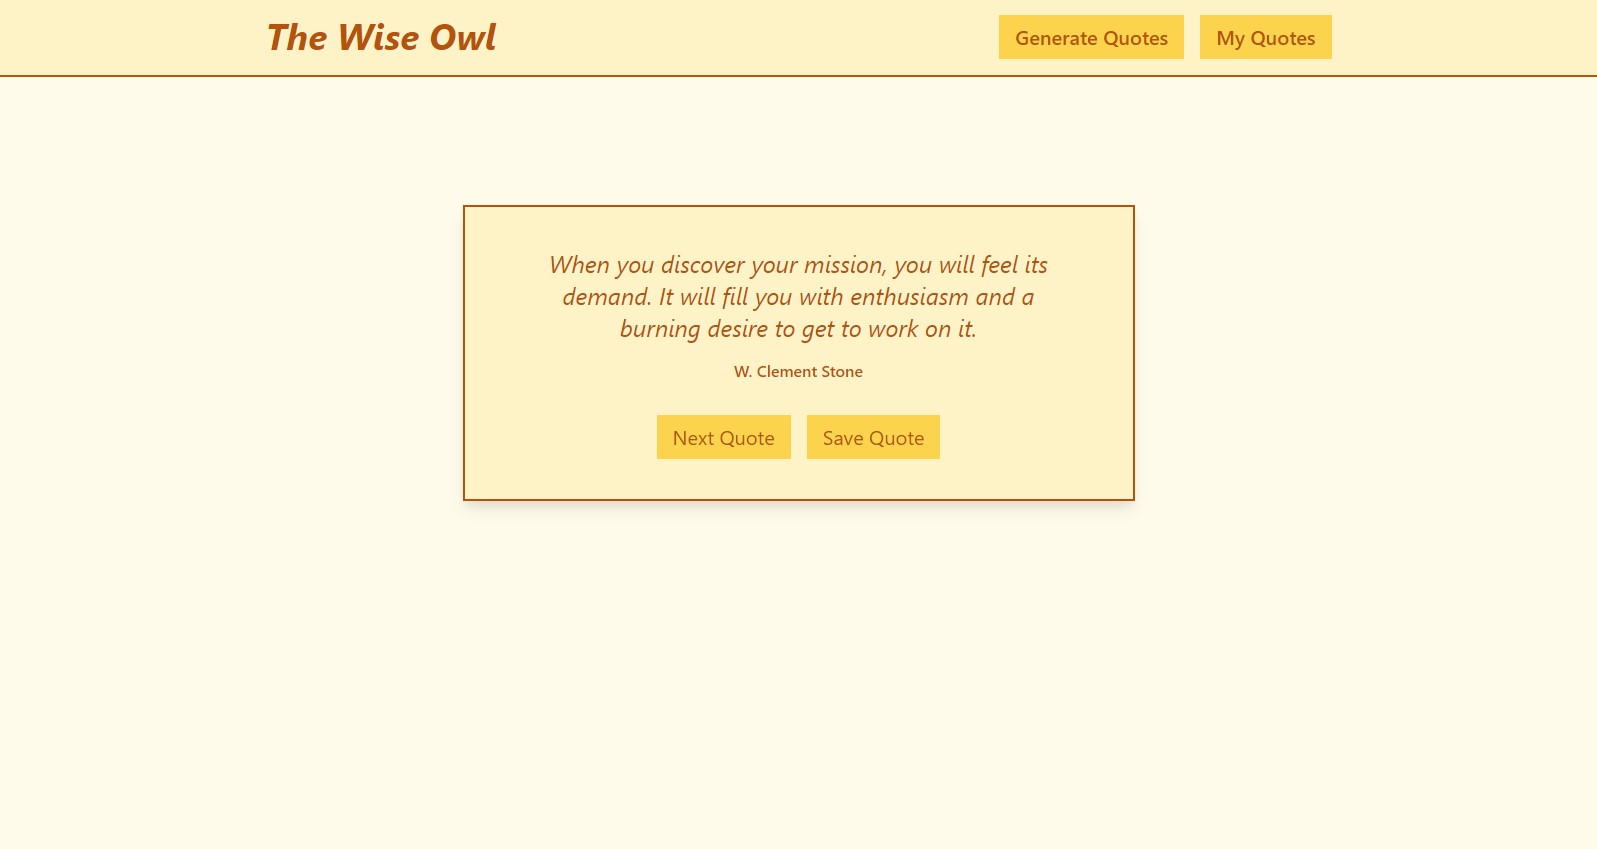 The Wise Owl
Generate Quotes
My Quotes
When you discover your mission, you will feel its
demand. It will fill you with enthusiasm and a
burning desire to get to work on it.
W. Clement Stone
Next Quote
Save Quote